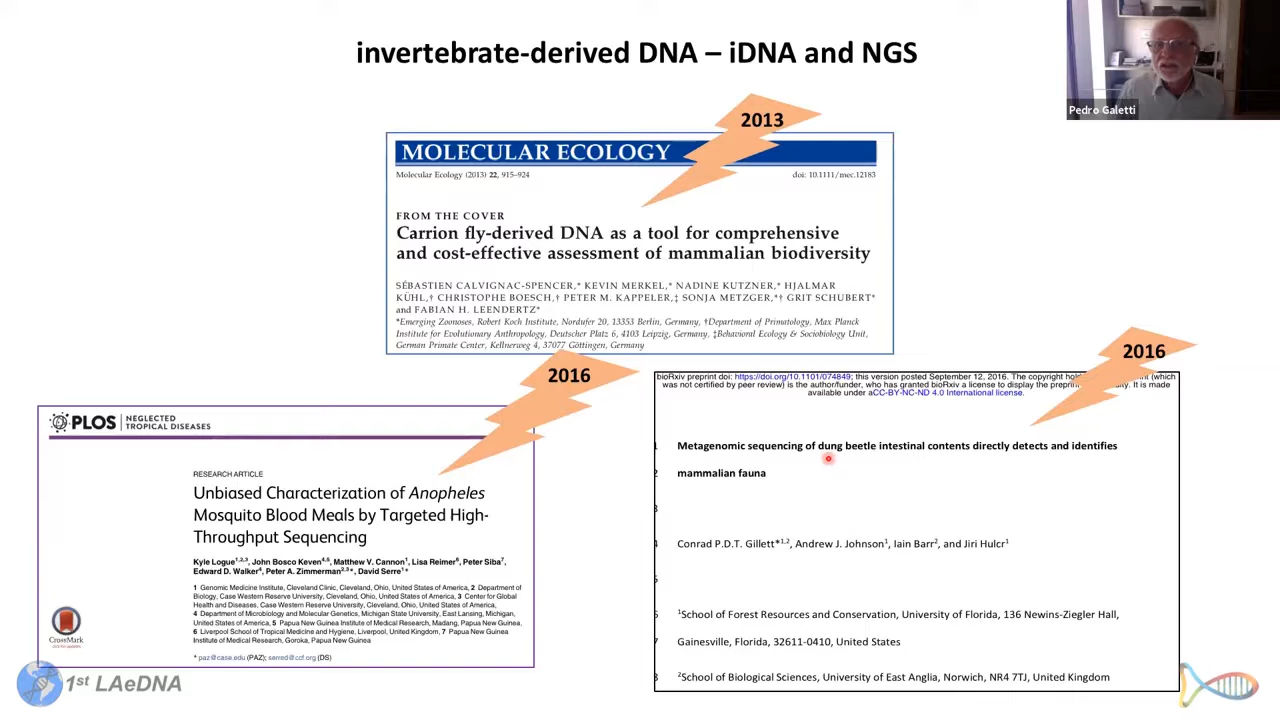 invertebrate-derived DNA – iDNA and NGS
Pedro Galetti
2013
MOLECULAR ECOLOGY
Molecular Ecology (2013) 22, 915–924
doi: 10.1111/mec.12183
FROM THE COVER
Carrion fly-derived DNA as a tool for comprehensive
and cost-effective assessment of mammalian biodiversity
SÉBASTIEN CALVIGNAC-SPENCER,* KEVIN MERKEL,* NADINE KUTZNER,* HJALMAR
KÜHL,† CHRISTOPHE BOESCH,† PETER M. KAPPELER,‡ SONJA METZGER,*† GRIT SCHUBERT*
and FABIAN H. LEENDERTZ*
*Emerging Zoonoses, Robert Koch Institute, Nordufer 20, 13353 Berlin, Germany, †Department of Primatology, Max Planck
Institute for Evolutionary Anthropology, Deutscher Platz 6, 4103 Leipzig, Germany, ‡Behavioral Ecology & Sociobiology Unit,
German Primate Center, Kellnerweg 4, 37077 Göttingen, Germany
2016
PLOS
NEGLECTED
TROPICAL DISEASES
RESEARCH ARTICLE
Unbiased Characterization of Anopheles
Mosquito Blood Meals by Targeted High-
Throughput Sequencing
Kyle Logue1,2,3, John Bosco Keven4,5, Matthew V. Cannon1, Lisa Reimer6, Peter Siba7,
Edward D. Walker4, Peter A. Zimmerman2,3*, David Serre1*
1 Genomic Medicine Institute, Cleveland Clinic, Cleveland, Ohio, United States of America, 2 Department of
Biology, Case Western Reserve University, Cleveland, Ohio, United States of America, 3 Center for Global
Health and Diseases, Case Western Reserve University, Cleveland, Ohio, United States of America,
4 Department of Microbiology and Molecular Genetics, Michigan State University, East Lansing, Michigan,
United States of America, 5 Papua New Guinea Institute of Medical Research, Madang, Papua New Guinea,
6 Liverpool School of Tropical Medicine and Hygiene, Liverpool, United Kingdom, 7 Papua New Guinea
Institute of Medical Research, Goroka, Papua New Guinea
* paz@case.edu (PAZ); serred@ccf.org (DS)
CrossMark
2016
bioRxiv preprint doi: https://doi.org/10.1101/074849; this version posted September 12, 2016. The copyright (which
was not certified by peer review) is the author/funder, who has granted bioRxiv a license to display the It is made
available under aCC-BY-NC-ND 4.0 International license.
1 Metagenomic sequencing of dung beetle intestinal contents directly detects and identifies
2 mammalian fauna
3
4 Conrad P.D.T. Gillett*1,2, Andrew J. Johnson1, Iain Barr2, and Jiri Hulcr1
5
6 1School of Forest Resources and Conservation, University of Florida, 136 Newins-Ziegler Hall,
7 Gainesville, Florida, 32611-0410, United States
8 2School of Biological Sciences, University of East Anglia, Norwich, NR4 7TJ, United Kingdom
1st LAeDNA